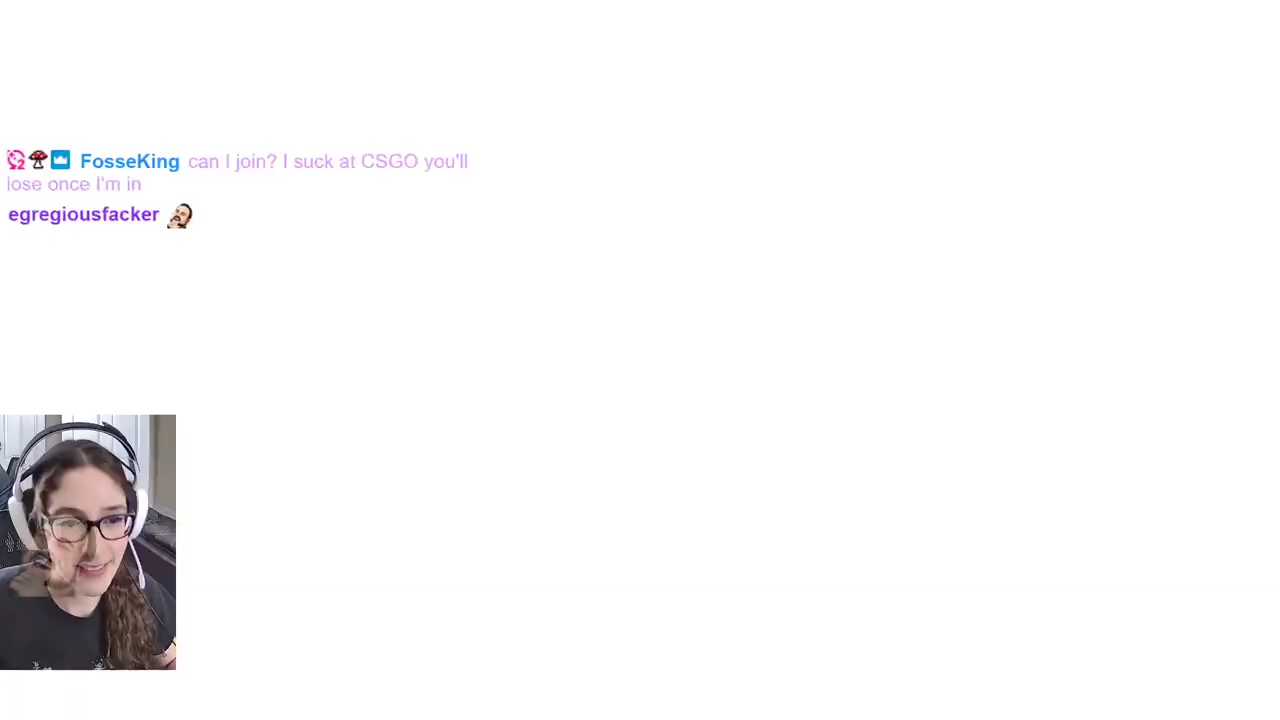 FosseKing can I join? I suck at CSGO you'll
lose once I'm in
egregiousfacker